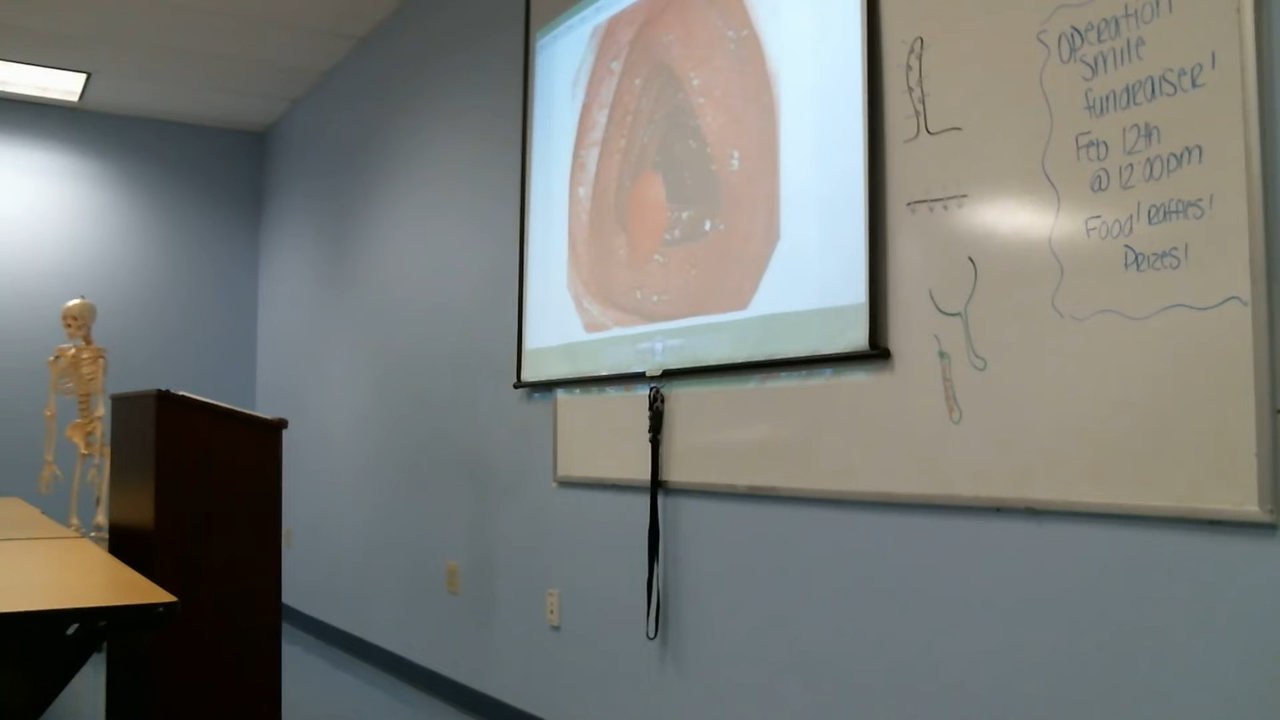 Operation
Smile
fundraiser!
Feb 12th
@ 12:00pm
Food! Raffles!
Prizes!